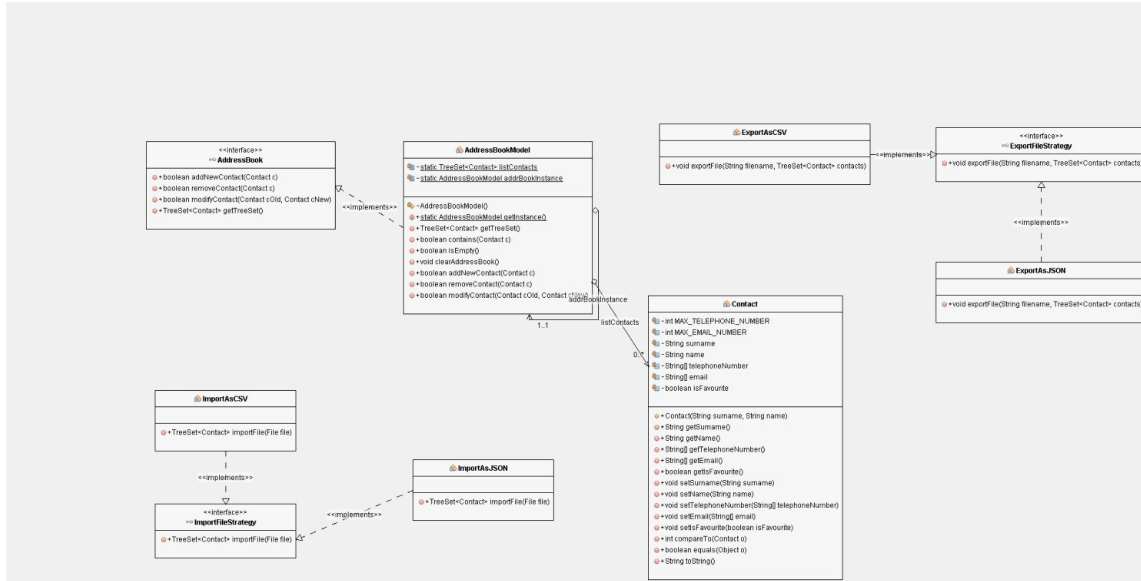 <<interface>>
AddressBook
+boolean addNewContact(Contact c)
+boolean removeContact(Contact c)
+boolean modifyContact(Contact cOld, Contact cNew)
+TreeSet<Contact> getTreeSet()
<<implements>>
AddressBookModel
-static TreeSet<Contact> listContacts
-static AddressBookModel addrBookInstance
-AddressBookModel()
+static AddressBookModel getInstance()
+TreeSet<Contact> getTreeSet()
+boolean contains(Contact c)
+boolean isEmpty()
+void clearAddressBook()
+boolean addNewContact(Contact c)
+boolean removeContact(Contact c)
+boolean modifyContact(Contact cOld, Contact cNew)
addrBookInstance
1..1
listContacts
0..*
ExportAsCSV
+void exportFile(String filename, TreeSet<Contact> contacts)
<<implements>>
<<interface>>
ExportFileStrategy
+void exportFile(String filename, TreeSet<Contact> contacts)
<<implements>>
ExportAsJSON
+void exportFile(String filename, TreeSet<Contact> contacts)
Contact
-int MAX_TELEPHONE_NUMBER
-int MAX_EMAIL_NUMBER
-String surname
-String name
-String[] telephoneNumber
-String[] email
-boolean isFavourite
+Contact(String surname, String name)
+String getSurname()
+String getName()
+String[] getTelephoneNumber()
+String[] getEmail()
+boolean getIsFavourite()
+void setSurname(String surname)
+void setName(String name)
+void setTelephoneNumber(String[] telephoneNumber)
+void setEmail(String[] email)
+void setIsFavourite(boolean isFavourite)
+int compareTo(Contact o)
+boolean equals(Object o)
+String toString()
ImportAsCSV
+TreeSet<Contact> importFile(File file)
<<implements>>
<<interface>>
ImportFileStrategy
+TreeSet<Contact> importFile(File file)
<<implements>>
ImportAsJSON
+TreeSet<Contact> importFile(File file)